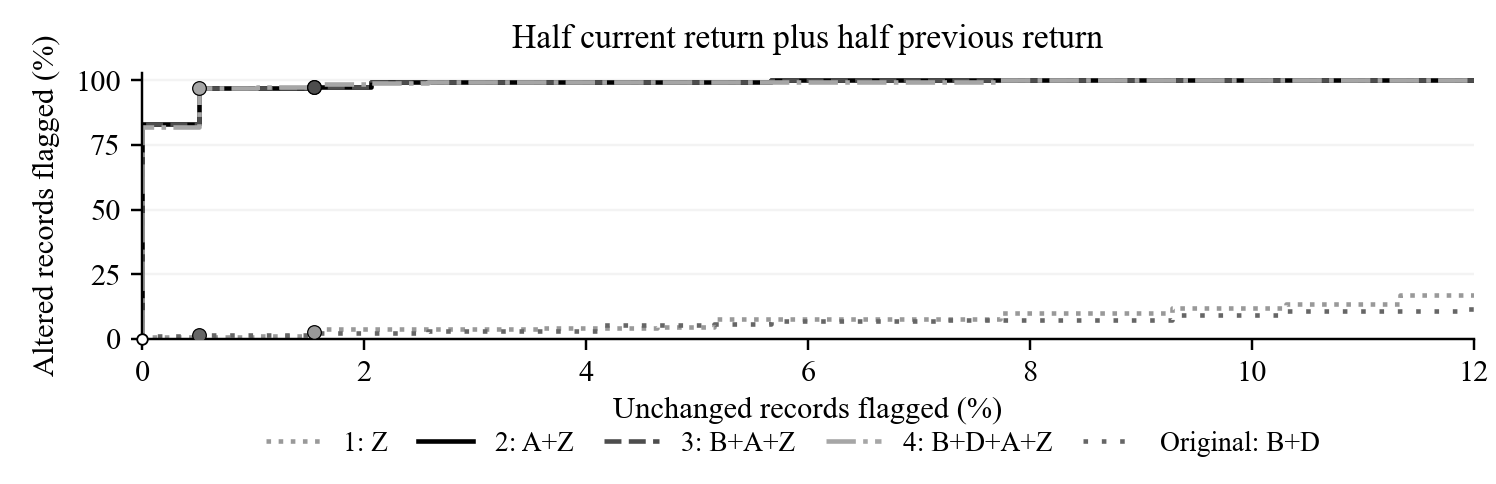 Half current return plus half previous return
Altered records flagged (%)
100
75
50
25
0
0 2 4 6 8 10 12
Unchanged records flagged (%)
1: Z 2: A+Z 3: B+A+Z 4: B+D+A+Z Original: B+D